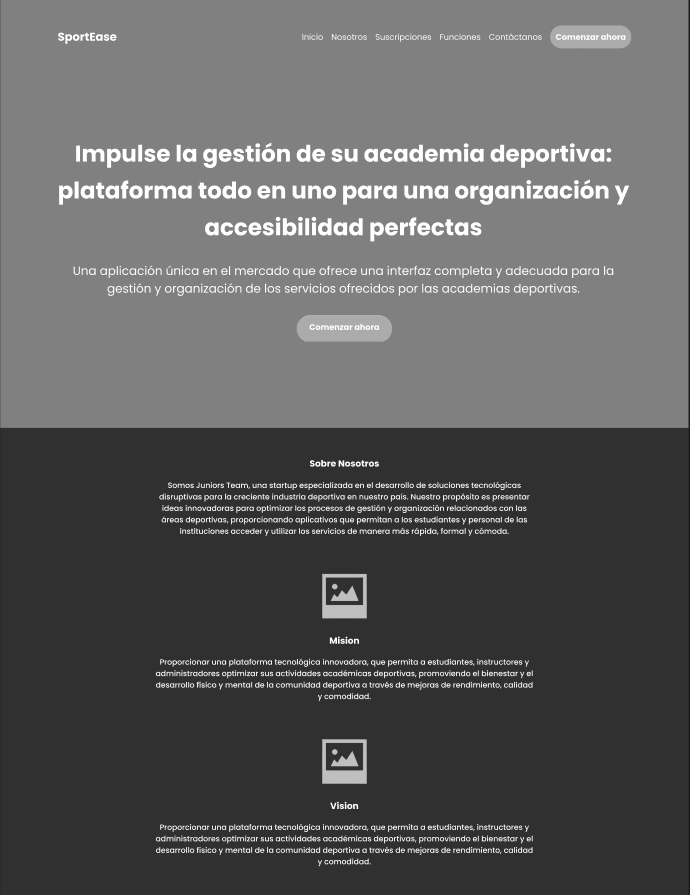 SportEase
Inicio Nosotros Suscripciones Funciones Contáctanos Comenzar ahora
Impulse la gestión de su academia deportiva:
plataforma todo en uno para una organización y
accesibilidad perfectas
Una aplicación única en el mercado que ofrece una interfaz completa y adecuada para la
gestión y organización de los servicios ofrecidos por las academias deportivas.
Comenzar ahora
Sobre Nosotros
Somos Juniors Team, una startup especializada en el desarrollo de soluciones tecnológicas
disruptivas para la creciente industria deportiva en nuestro país. Nuestro propósito es presentar
ideas innovadoras para optimizar los procesos de gestión y organización relacionados con las
áreas deportivas, proporcionando aplicativos que permitan a los estudiantes y personal de las
instituciones acceder y utilizar los servicios de manera más rápida, formal y cómoda.
Mision
Proporcionar una plataforma tecnológica innovadora, que permita a estudiantes, instructores y
administradores optimizar sus actividades académicas deportivas, promoviendo el bienestar y el
desarrollo físico y mental de la comunidad deportiva a través de mejoras de rendimiento, calidad
y comodidad.
Vision
Proporcionar una plataforma tecnológica innovadora, que permita a estudiantes, instructores y
administradores optimizar sus actividades académicas deportivas, promoviendo el bienestar y el
desarrollo físico y mental de la comunidad deportiva a través de mejoras de rendimiento, calidad
y comodidad.